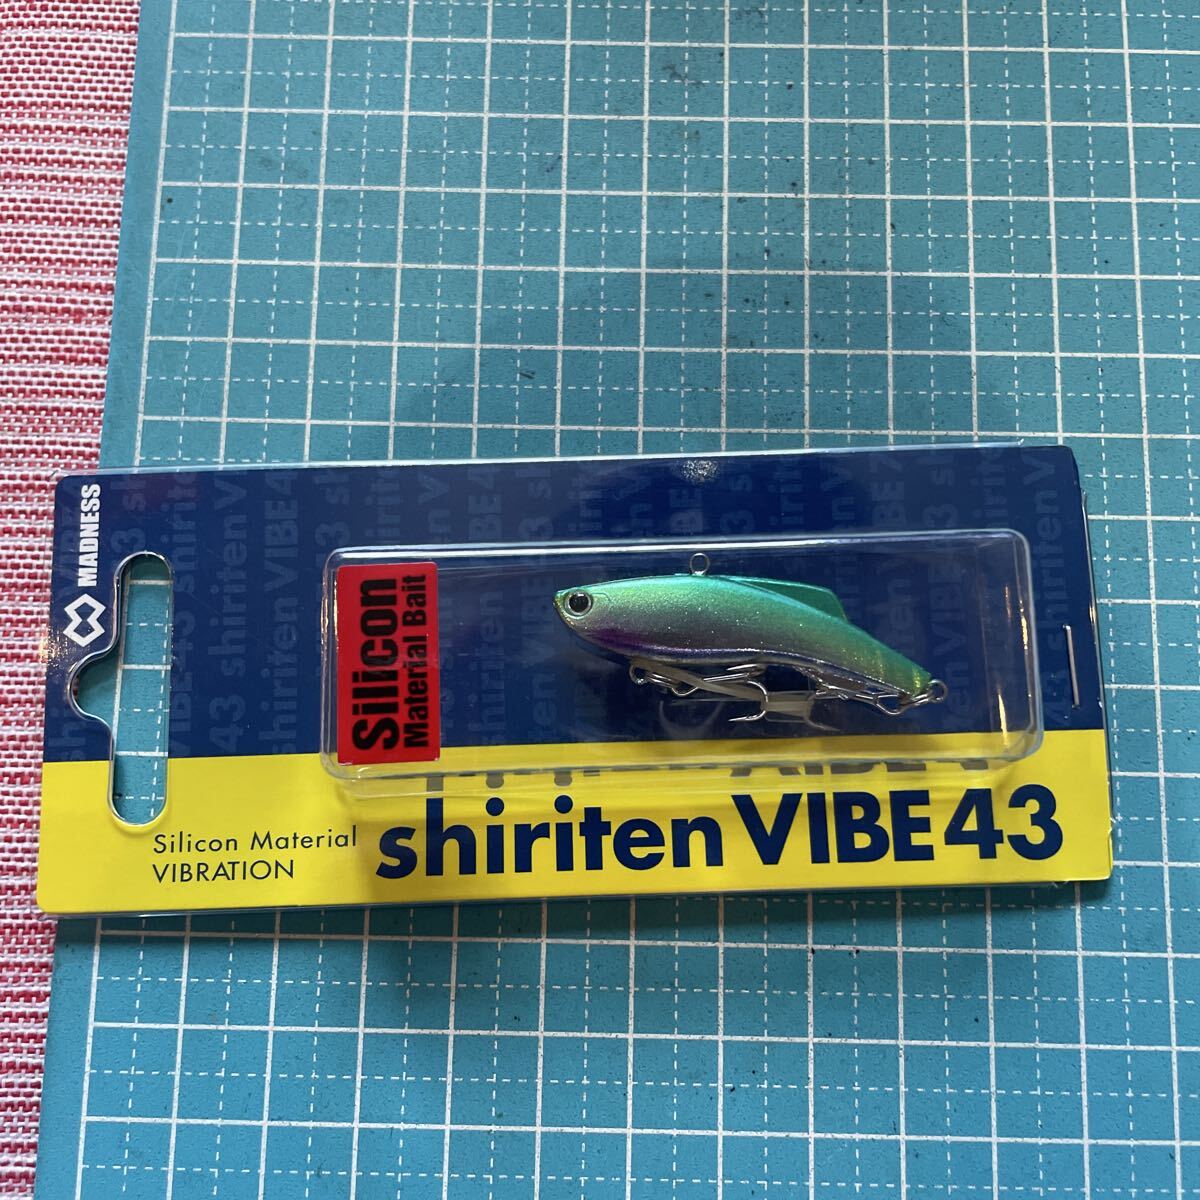 MADNESS
Silicon
Material Bait
Silicon Material
VIBRATION
shiriten VIBE 43